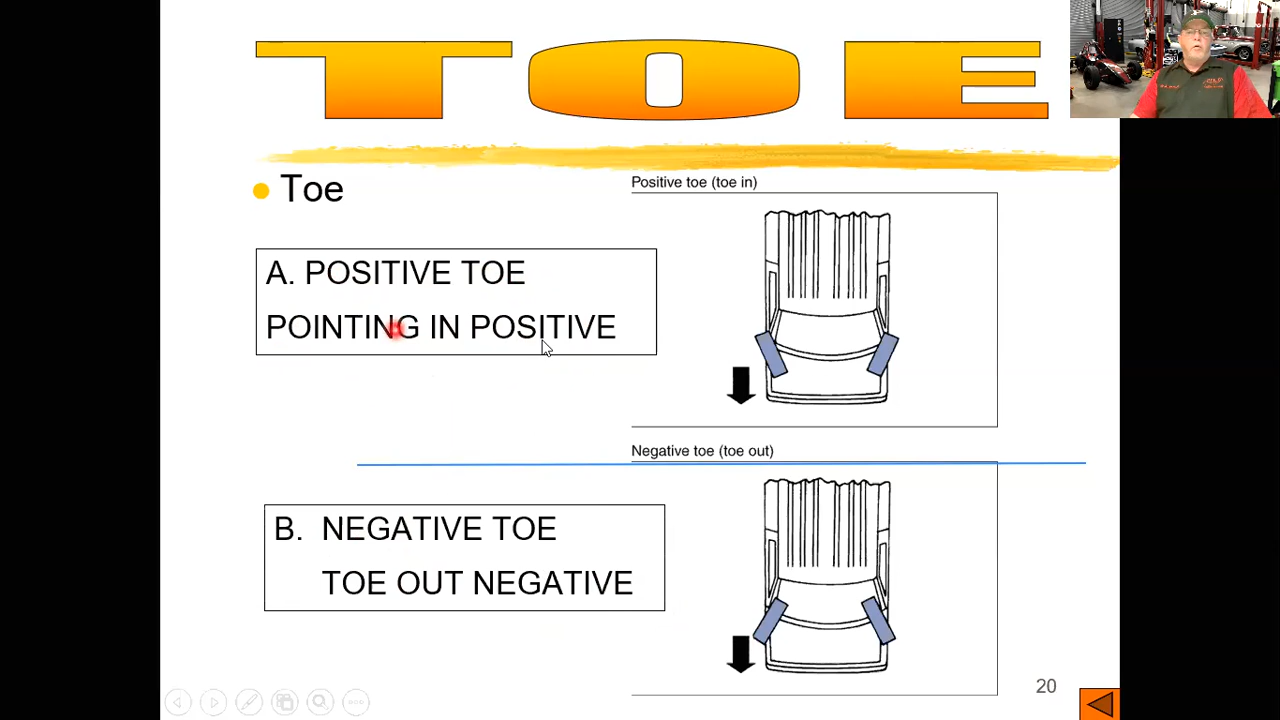 TOE
Toe
Positive toe (toe in)
A. POSITIVE TOE
POINTING IN POSITIVE
Negative toe (toe out)
B. NEGATIVE TOE
TOE OUT NEGATIVE
20